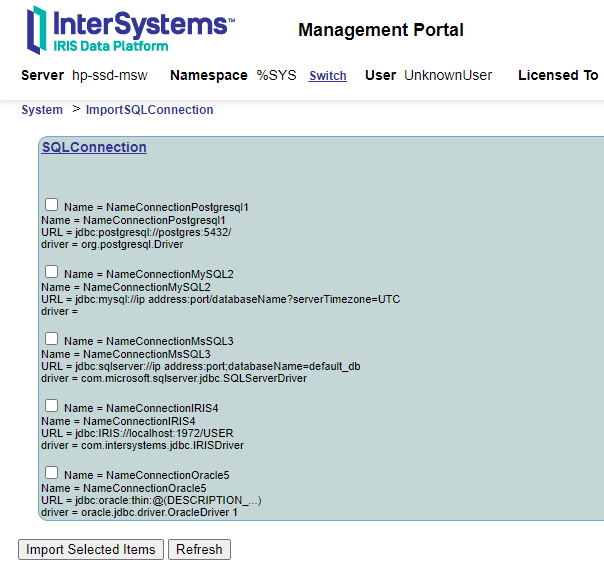 InterSystems™
IRIS Data Platform
Management Portal
Server hp-ssd-msw Namespace %SYS Switch User UnknownUser Licensed To
System > ImportSQLConnection
SQLConnection
Name = NameConnectionPostgresql1
Name = NameConnectionPostgresql1
URL = jdbc:postgresql://postgres:5432/
driver = org.postgresql.Driver
Name = NameConnectionMySQL2
Name = NameConnectionMySQL2
URL = jdbc:mysql://ip address:port/databaseName?serverTimezone=UTC
driver =
Name = NameConnectionMsSQL3
Name = NameConnectionMsSQL3
URL = jdbc:sqlserver://ip address:port;databaseName=default_db
driver = com.microsoft.sqlserver.jdbc.SQLServerDriver
Name = NameConnectionIRIS4
Name = NameConnectionIRIS4
URL = jdbc:IRIS://localhost:1972/USER
driver = com.intersystems.jdbc.IRISDriver
Name = NameConnectionOracle5
Name = NameConnectionOracle5
URL = jdbc:oracle:thin:@(DESCRIPTION_...)
driver = oracle.jdbc.driver.OracleDriver 1
Import Selected Items Refresh